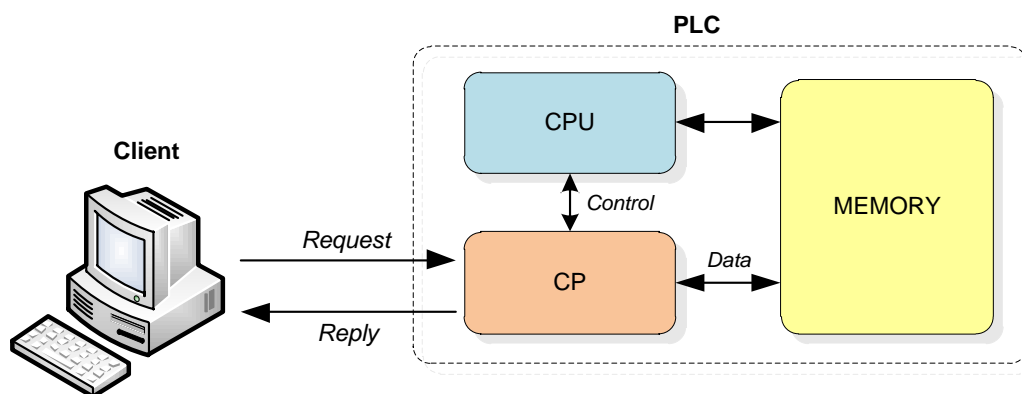 PLC
CPU
Client
Control
MEMORY
Request
Data
CP
Reply